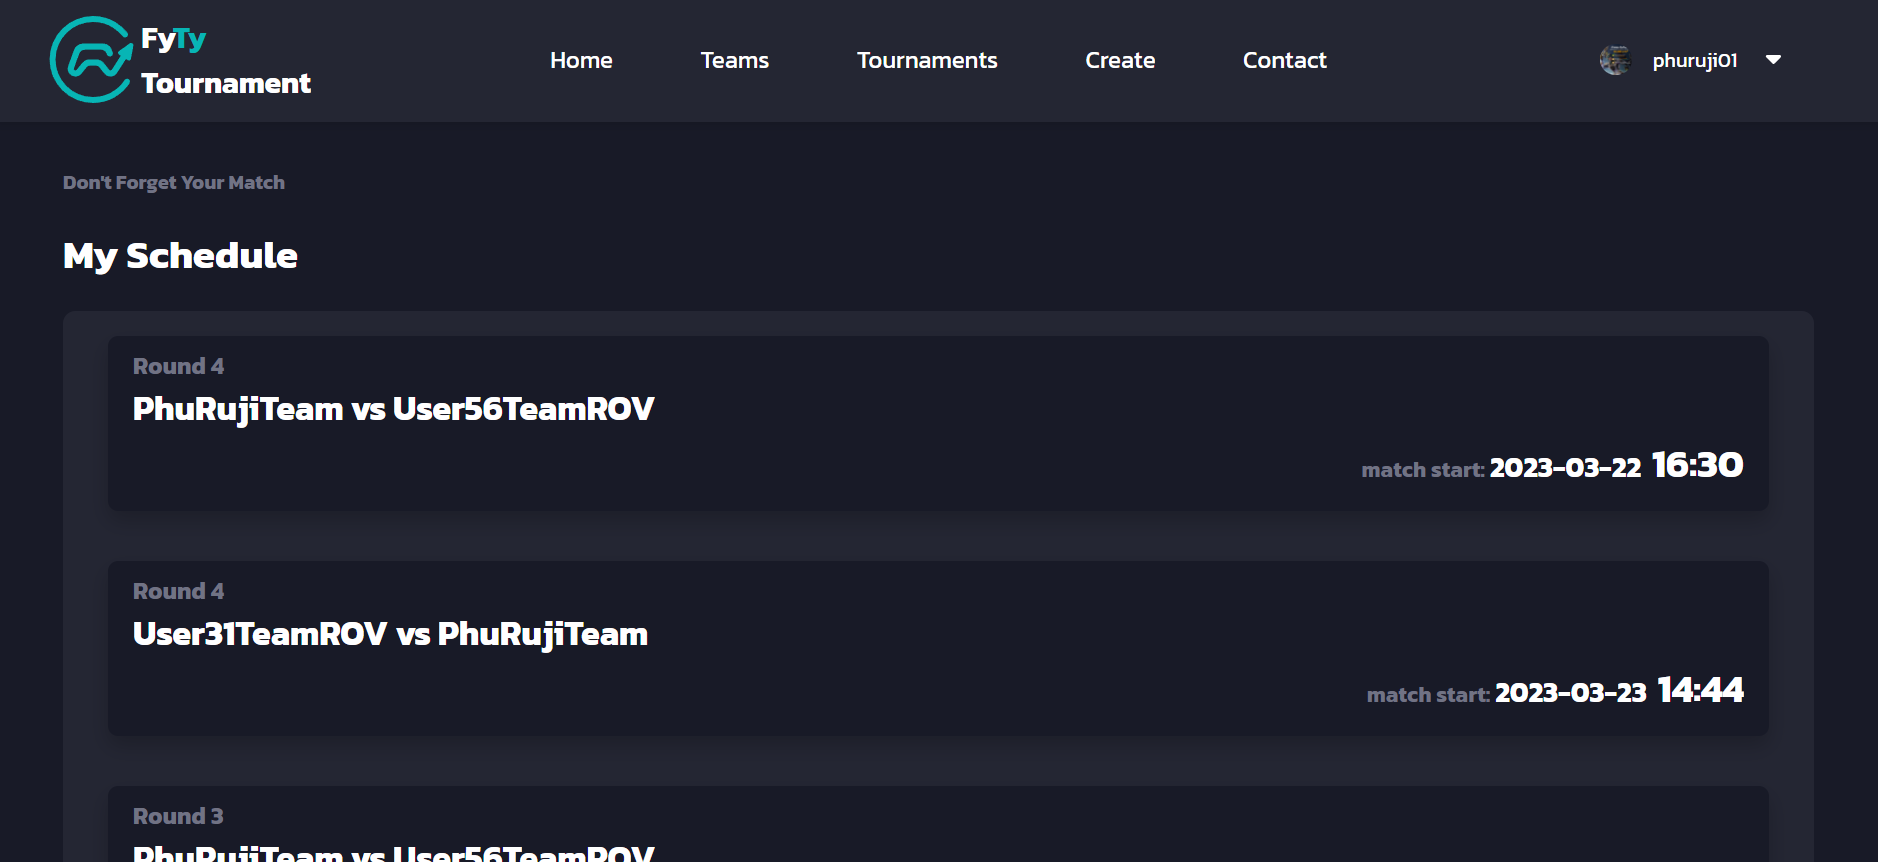 FyTy
Tournament
Home
Teams
Tournaments
Create
Contact
phuruji01
Don't Forget Your Match
My Schedule
Round 4
PhuRujiTeam vs User56TeamROV
match start: 2023-03-22 16:30
Round 4
User31TeamROV vs PhuRujiTeam
match start: 2023-03-23 14:44
Round 3
PhuRujiTeam vs User56TeamROV